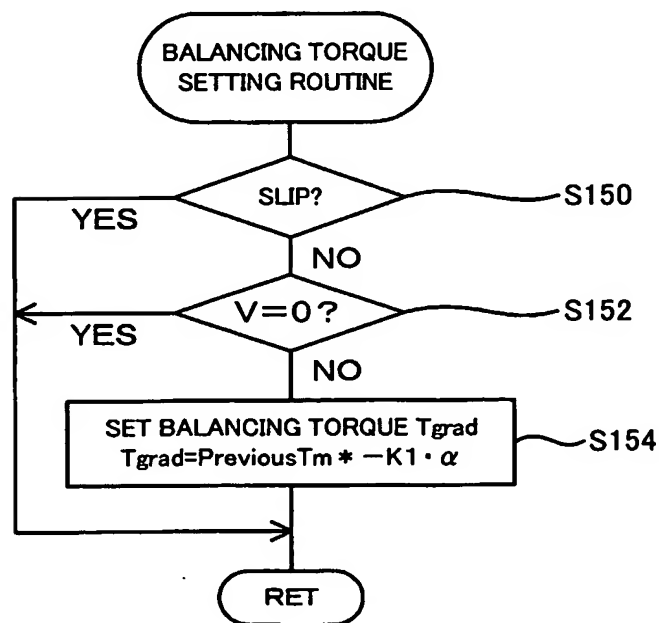 BALANCING TORQUE
SETTING ROUTINE
SLIP?
S150
YES
NO
V=0?
S152
YES
NO
SET BALANCING TORQUE Tgrad
Tgrad=PreviousTm * −K1・α
S154
RET